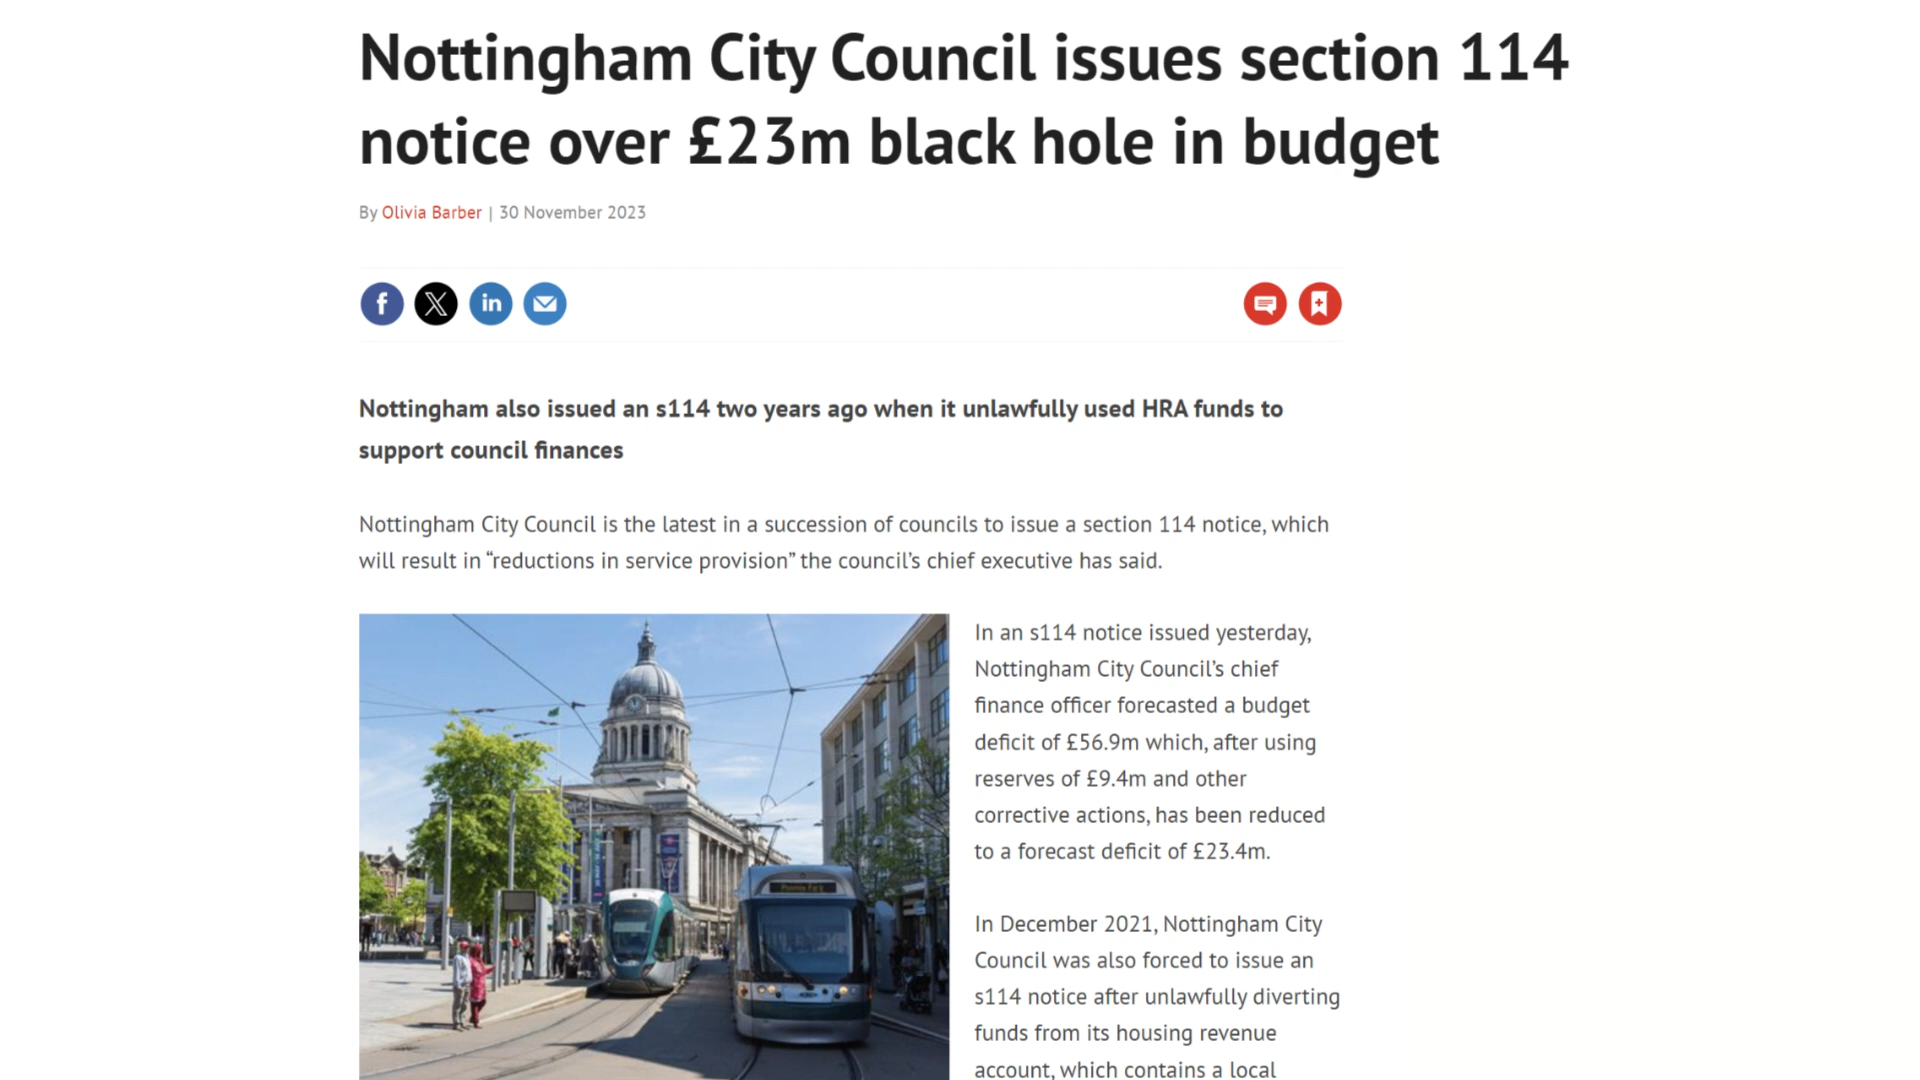 Nottingham City Council issues section 114
notice over £23m black hole in budget
By Olivia Barber | 30 November 2023
Nottingham also issued an s114 two years ago when it unlawfully used HRA funds to
support council finances
Nottingham City Council is the latest in a succession of councils to issue a section 114 notice, which
will result in “reductions in service provision” the council’s chief executive has said.
In an s114 notice issued yesterday,
Nottingham City Council’s chief
finance officer forecasted a budget
deficit of £56.9m which, after using
reserves of £9.4m and other
corrective actions, has been reduced
to a forecast deficit of £23.4m.
In December 2021, Nottingham City
Council was also forced to issue an
s114 notice after unlawfully diverting
funds from its housing revenue
account, which contains a local
Phoenix Park